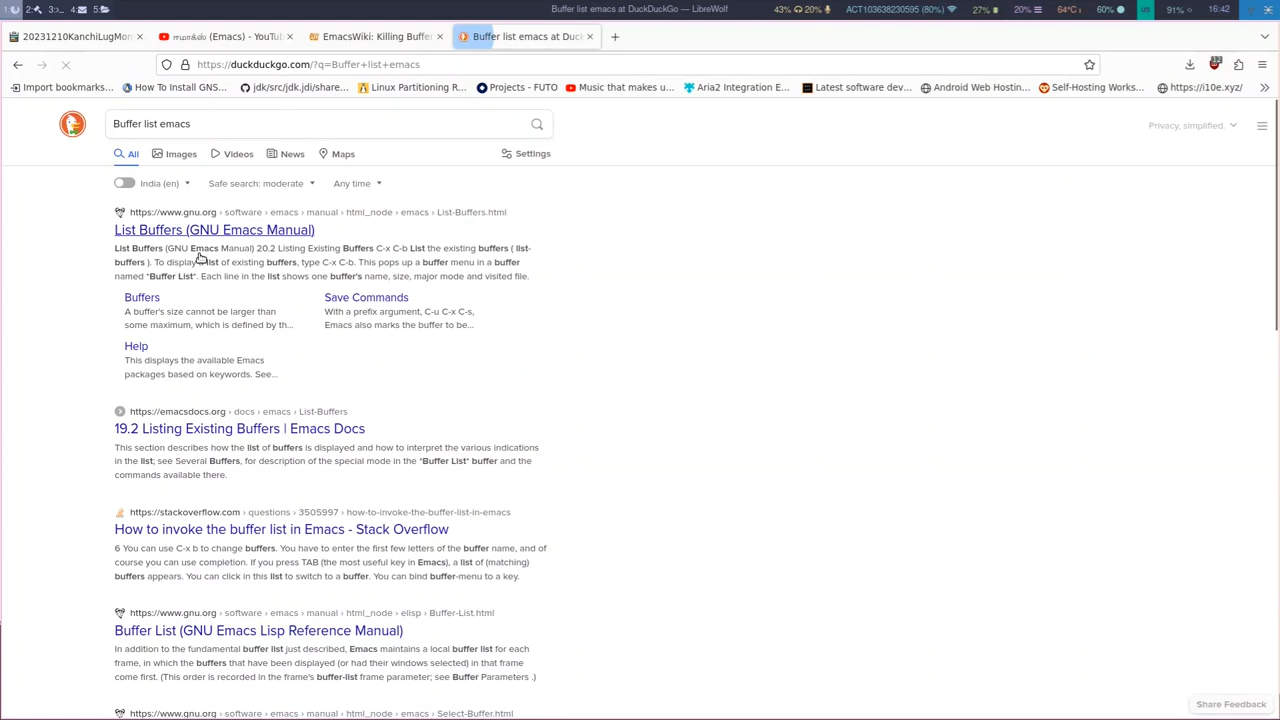 Buffer list emacs at DuckDuckGo — LibreWolf
43% 20% ACT103638230595 (80%) 20% 11% 64°C 60% us 91% 16:42
20231210KanchiLugMon
ஈமாக்ஸ் (Emacs) - YouTu
EmacsWiki: Killing Buffer
Buffer list emacs at Duck
https://duckduckgo.com/?q=Buffer+list+emacs
Import bookmarks... How To Install GNS... jdk/src/jdk.jdi/share... Linux Partitioning R... Projects - FUTO Music that makes u... Aria2 Integration E... Latest software dev... Android Web Hostin... Self-Hosting Works... https://i10e.xyz/
Buffer list emacs
Privacy, simplified.
All Images Videos News Maps Settings
India (en) Safe search: moderate Any time
https://www.gnu.org › software › emacs › manual › html_node › emacs › List-Buffers.html
List Buffers (GNU Emacs Manual)
List Buffers (GNU Emacs Manual) 20.2 Listing Existing Buffers C-x C-b List the existing buffers ( list-
buffers ). To display list of existing buffers, type C-x C-b. This pops up a buffer menu in a buffer
named *Buffer List*. Each line in the list shows one buffer's name, size, major mode and visited file.
Buffers
A buffer's size cannot be larger than
some maximum, which is defined by th...
Save Commands
With a prefix argument, C-u C-x C-s,
Emacs also marks the buffer to be...
Help
This displays the available Emacs
packages based on keywords. See...
https://emacsdocs.org › docs › emacs › List-Buffers
19.2 Listing Existing Buffers | Emacs Docs
This section describes how the list of buffers is displayed and how to interpret the various indications
in the list; see Several Buffers, for description of the special mode in the *Buffer List* buffer and the
commands available there.
https://stackoverflow.com › questions › 3505997 › how-to-invoke-the-buffer-list-in-emacs
How to invoke the buffer list in Emacs - Stack Overflow
6 You can use C-x b to change buffers. You have to enter the first few letters of the buffer name, and of
course you can use completion. If you press TAB (the most useful key in Emacs), a list of (matching)
buffers appears. You can click in this list to switch to a buffer. You can bind buffer-menu to a key.
https://www.gnu.org › software › emacs › manual › html_node › elisp › Buffer-List.html
Buffer List (GNU Emacs Lisp Reference Manual)
In addition to the fundamental buffer list just described, Emacs maintains a local buffer list for each
frame, in which the buffers that have been displayed (or had their windows selected) in that frame
come first. (This order is recorded in the frame's buffer-list frame parameter; see Buffer Parameters .)
https://www.gnu.org › software › emacs › manual › html_node › emacs › Select-Buffer.html
Share Feedback